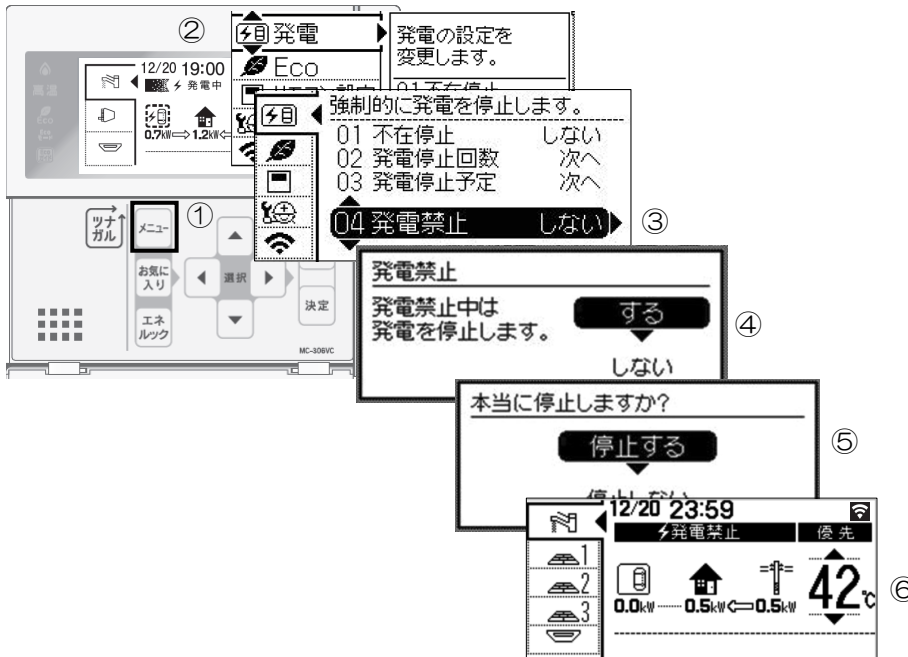 ②
発電
発電の設定を
変更します。
Eco
高温
Eco
12/20 19:00
発電中
0.7kW 1.2kW
強制的に発電を停止します。
01 不在停止 しない
02 発電停止回数 次へ
03 発電停止予定 次へ
04 発電禁止 しない
③
①
ツナ
ガル
メニュー
お気に
入り
選択
決定
エネ
ルック
MC-306VC
発電禁止
発電禁止中は
発電を停止します。
する
しない
④
本当に停止しますか?
停止する
停止しない
⑤
12/20 23:59
発電禁止 優先
1
2
3
0.0kW 0.5kW 0.5kW
42℃
⑥